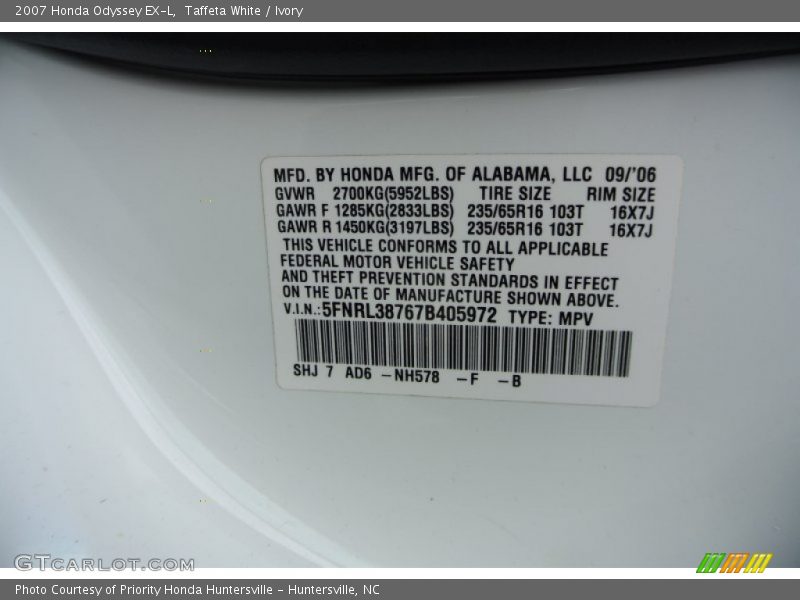 2007 Honda Odyssey EX-L, Taffeta White / Ivory
MFD. BY HONDA MFG. OF ALABAMA, LLC 09/'06
GVWR 2700KG(5952LBS) TIRE SIZE RIM SIZE
GAWR F 1285KG(2833LBS) 235/65R16 103T 16X7J
GAWR R 1450KG(3197LBS) 235/65R16 103T 16X7J
THIS VEHICLE CONFORMS TO ALL APPLICABLE
FEDERAL MOTOR VEHICLE SAFETY
AND THEFT PREVENTION STANDARDS IN EFFECT
ON THE DATE OF MANUFACTURE SHOWN ABOVE.
V.I.N.: 5FNRL38767B405972 TYPE: MPV
SHJ 7 AD6 -NH578 -F -B
GTCARLOT.COM
Photo Courtesy of Priority Honda Huntersville - Huntersville, NC